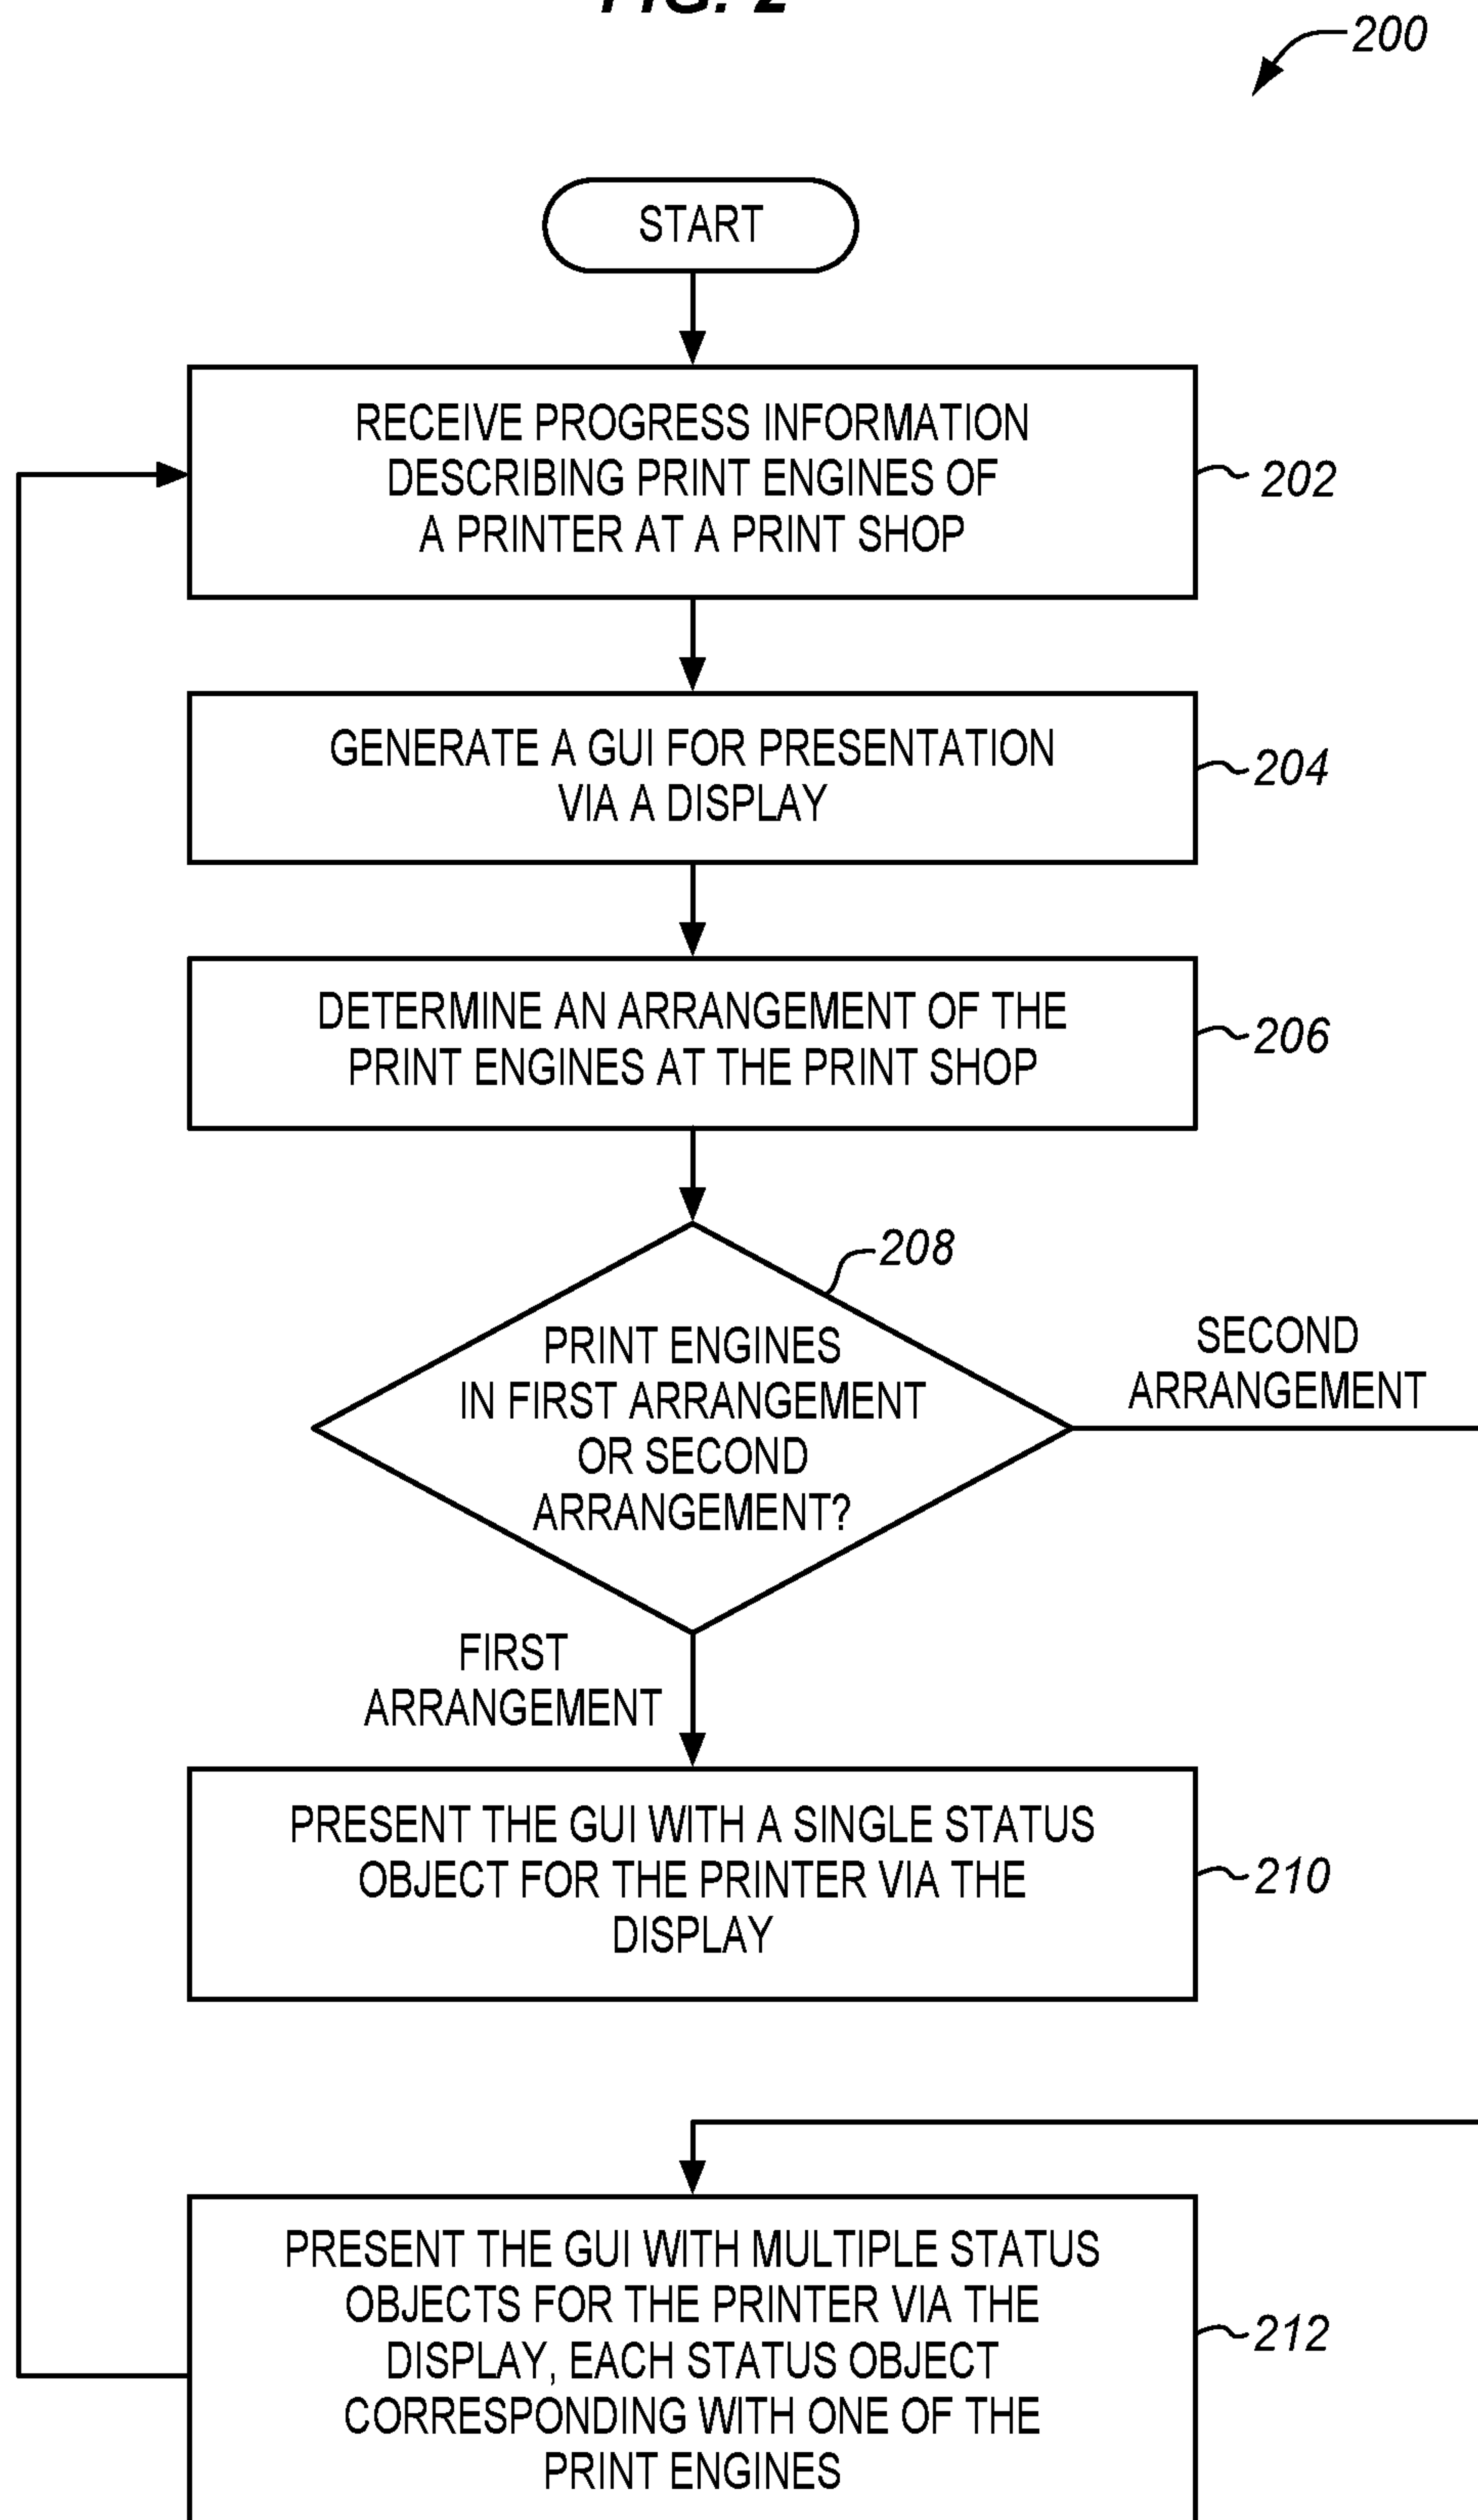 FIG. 2
200
START
RECEIVE PROGRESS INFORMATION
DESCRIBING PRINT ENGINES OF
A PRINTER AT A PRINT SHOP
202
GENERATE A GUI FOR PRESENTATION
VIA A DISPLAY
204
DETERMINE AN ARRANGEMENT OF THE
PRINT ENGINES AT THE PRINT SHOP
206
208
PRINT ENGINES
IN FIRST ARRANGEMENT
OR SECOND
ARRANGEMENT?
SECOND
ARRANGEMENT
FIRST
ARRANGEMENT
PRESENT THE GUI WITH A SINGLE STATUS
OBJECT FOR THE PRINTER VIA THE
DISPLAY
210
PRESENT THE GUI WITH MULTIPLE STATUS
OBJECTS FOR THE PRINTER VIA THE
DISPLAY, EACH STATUS OBJECT
CORRESPONDING WITH ONE OF THE
PRINT ENGINES
212